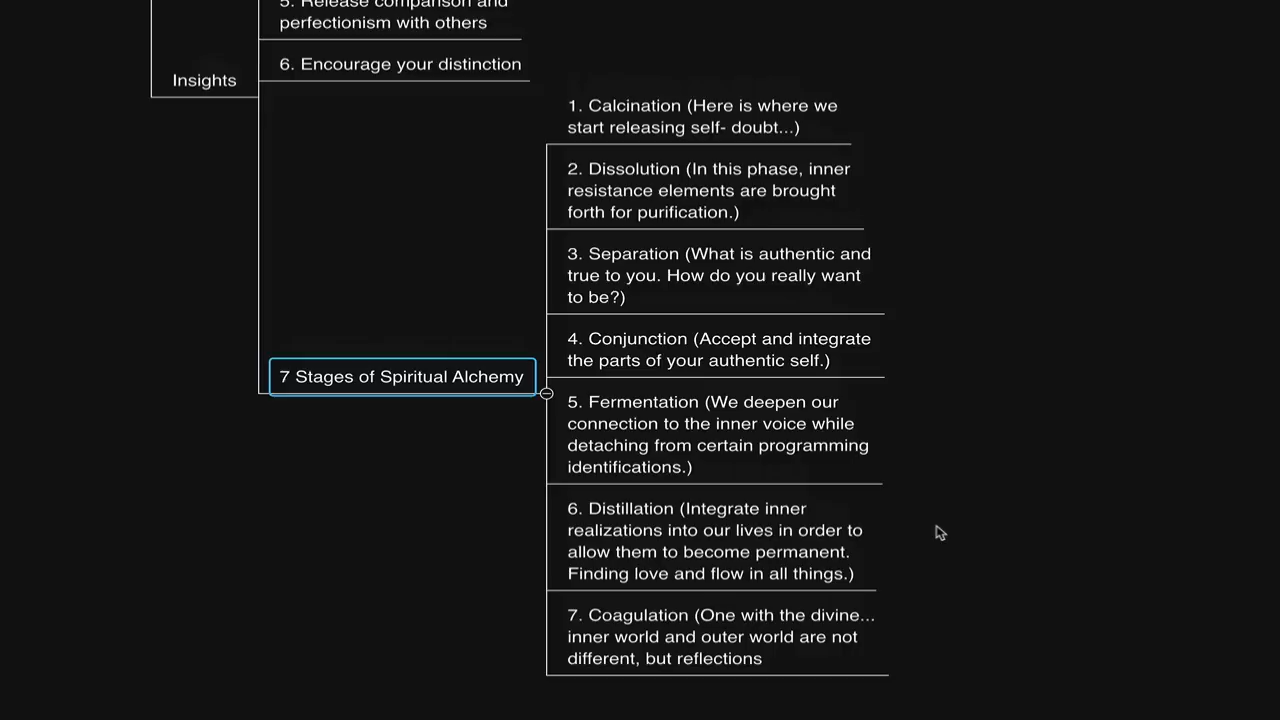 5. Release comparison and
perfectionism with others
6. Encourage your distinction
Insights
1. Calcination (Here is where we
start releasing self- doubt...)
2. Dissolution (In this phase, inner
resistance elements are brought
forth for purification.)
3. Separation (What is authentic and
true to you. How do you really want
to be?)
4. Conjunction (Accept and integrate
the parts of your authentic self.)
7 Stages of Spiritual Alchemy
5. Fermentation (We deepen our
connection to the inner voice while
detaching from certain programming
identifications.)
6. Distillation (Integrate inner
realizations into our lives in order to
allow them to become permanent.
Finding love and flow in all things.)
7. Coagulation (One with the divine...
inner world and outer world are not
different, but reflections